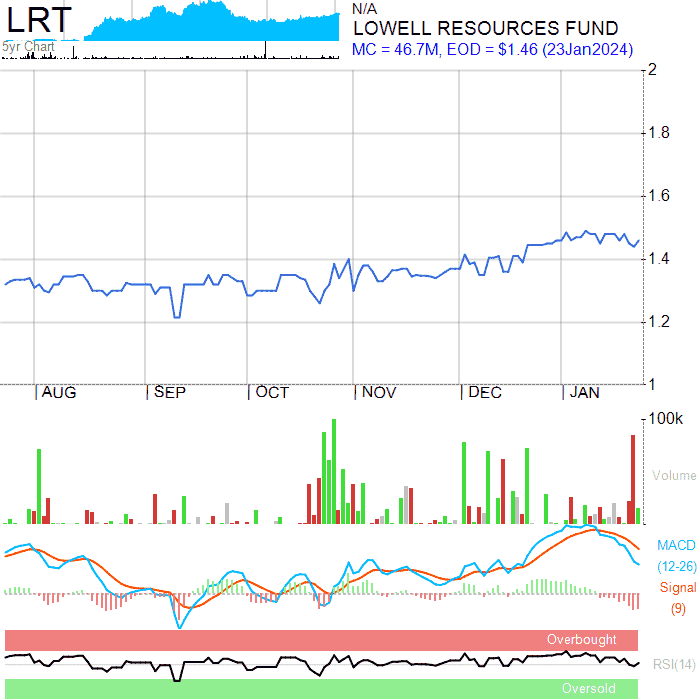 LRT
5yr Chart
N/A
LOWELL RESOURCES FUND
MC = 46.7M, EOD = $1.46 (23Jan2024)
2
1.8
1.6
1.4
1.2
1
AUG SEP OCT NOV DEC JAN
100k
Volume
MACD
(12-26)
Signal
(9)
Overbought
RSI(14)
Oversold